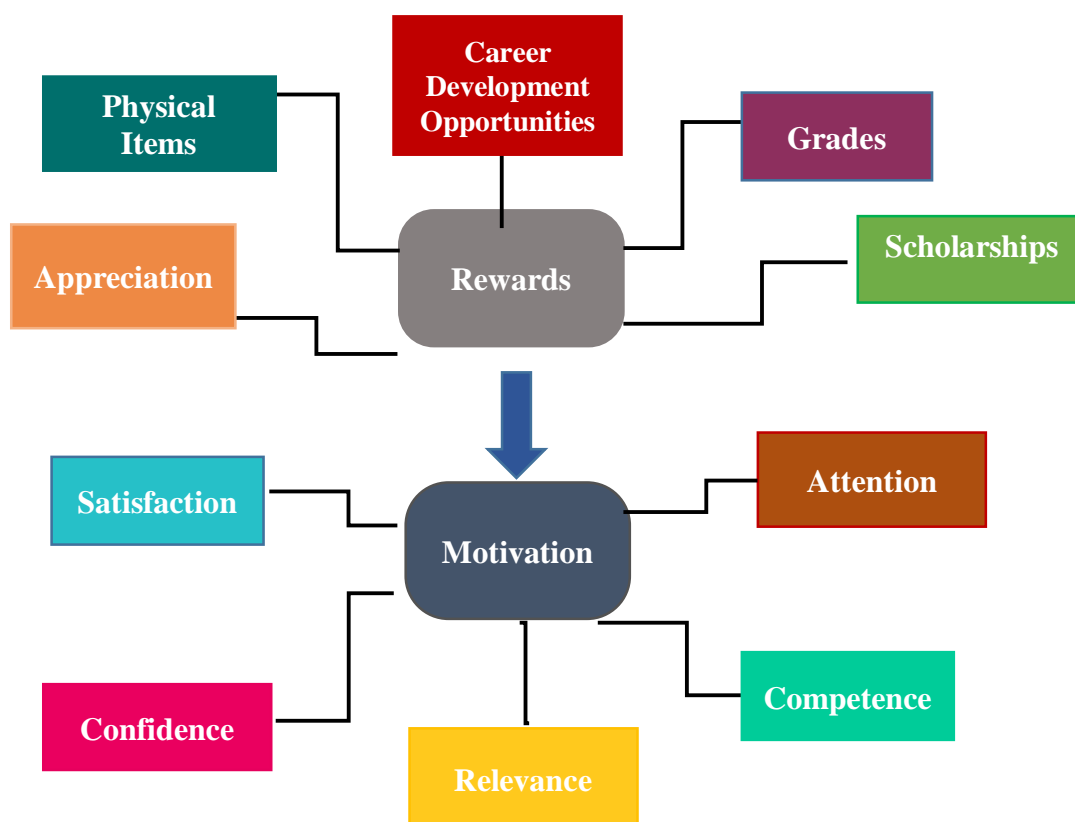 Career
Development
Opportunities
Physical
Items
Grades
Scholarships
Appreciation
Rewards
Attention
Satisfaction
Motivation
Competence
Confidence
Relevance